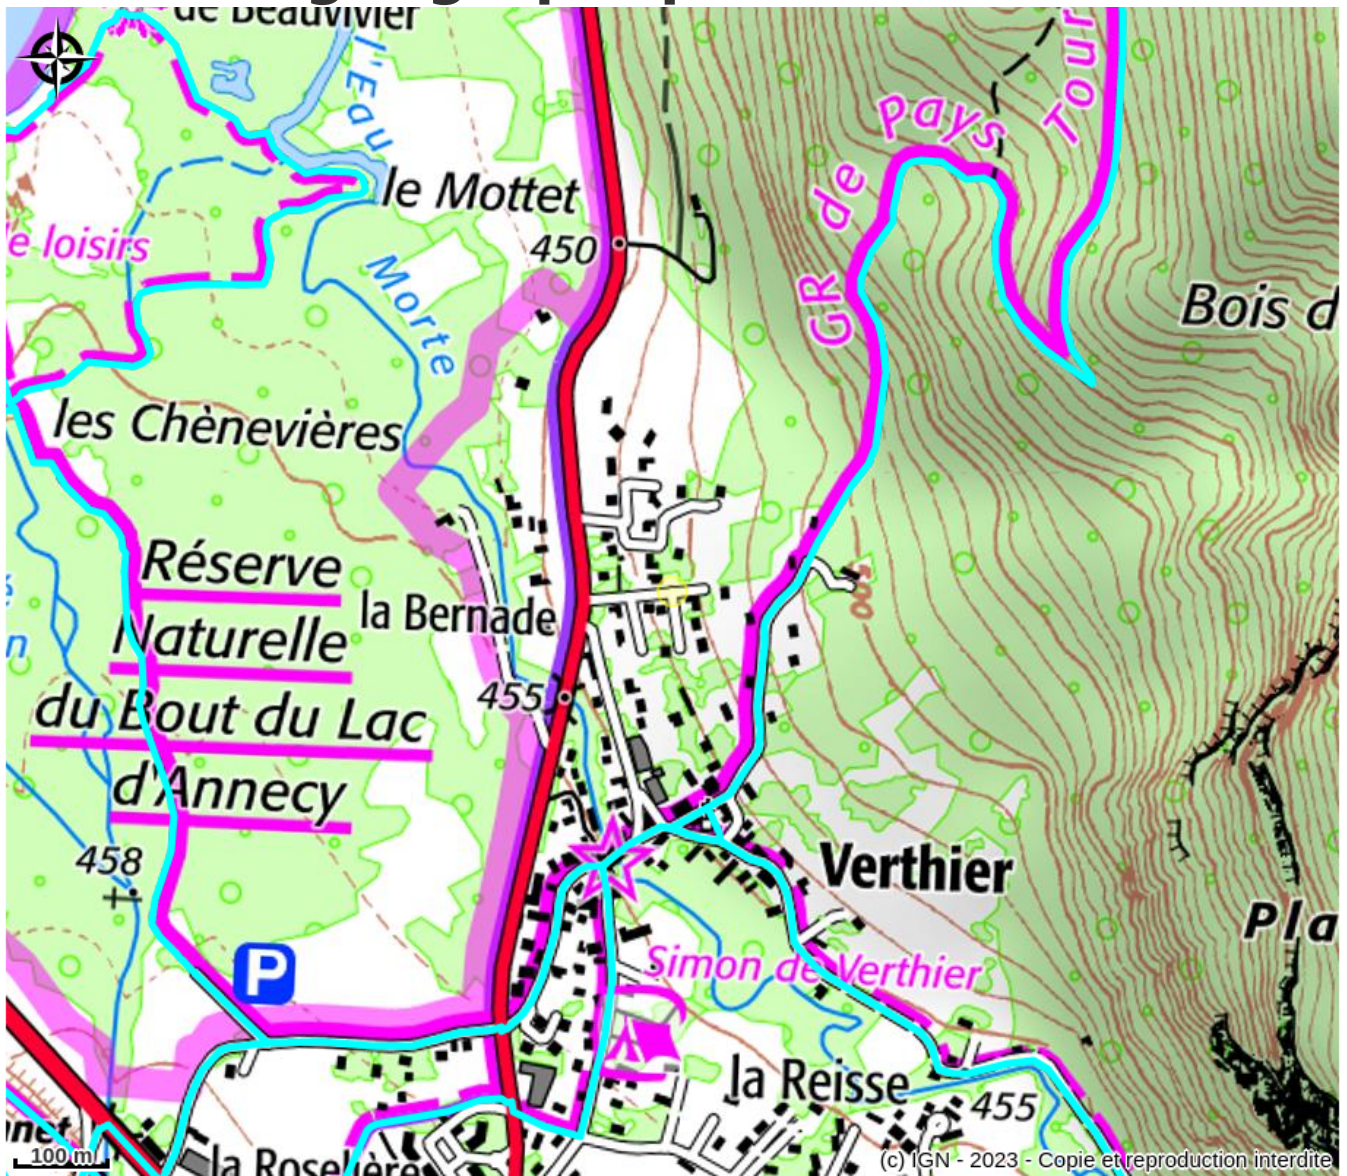 de Beauvivier
l'Eau
Morte
le Mottet
450
e loisirs
GR de Pays
Tour
Bois d
les Chènevières
Réserve
Naturelle
du Bout du Lac
d'Annecy
n
la Bernade
500
455
458
P
Verthier
Simon de Verthier
Pla
la Reisse
455
nnet
la Roselière
100 m
(c) IGN - 2023 - Copie et reproduction interdite